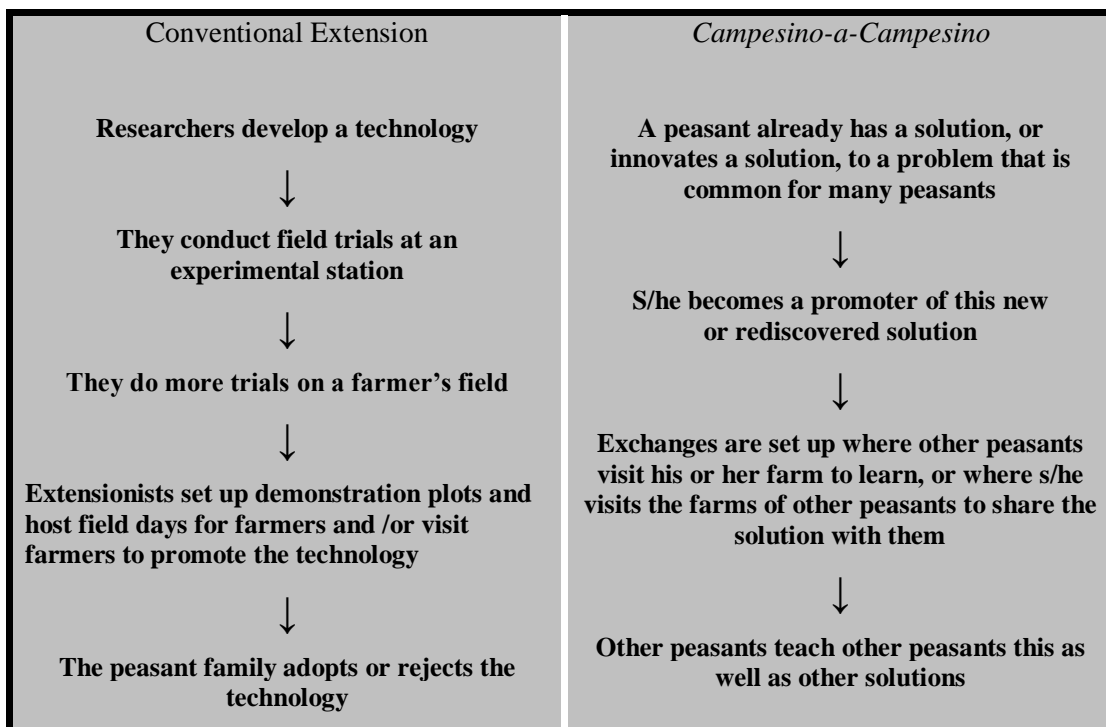 Conventional Extension
Researchers develop a technology
↓
They conduct field trials at an
experimental station
↓
They do more trials on a farmer’s field
↓
Extensionists set up demonstration plots and
host field days for farmers and /or visit
farmers to promote the technology
↓
The peasant family adopts or rejects the
technology
Campesino-a-Campesino
A peasant already has a solution, or
innovates a solution, to a problem that is
common for many peasants
↓
S/he becomes a promoter of this new
or rediscovered solution
↓
Exchanges are set up where other peasants
visit his or her farm to learn, or where s/he
visits the farms of other peasants to share the
solution with them
↓
Other peasants teach other peasants this as
well as other solutions